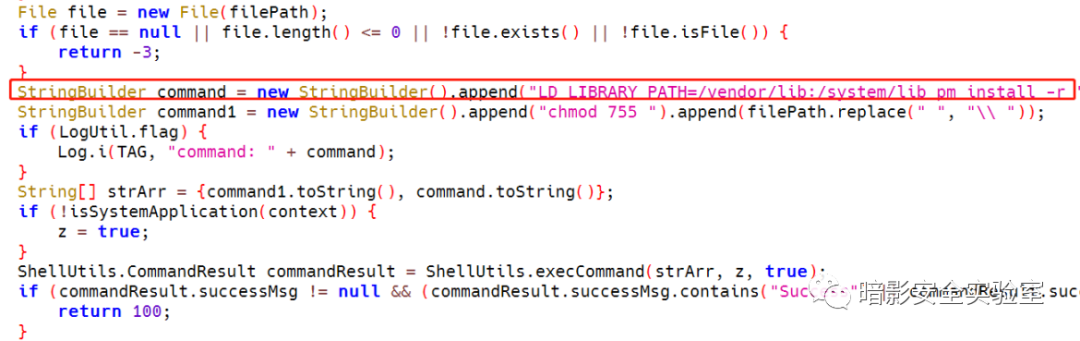 File file = new File(filePath);
if (file == null || file.length() <= 0 || !file.exists() || !file.isFile()) {
return -3;
}
StringBuilder command = new StringBuilder().append("LD_LIBRARY_PATH=/vendor/lib:/system/lib pm install -r "
StringBuilder command1 = new StringBuilder().append("chmod 755 ").append(filePath.replace(" ", "\\ "));
if (LogUtil.flag) {
Log.i(TAG, "command: " + command);
}
String[] strArr = {command1.toString(), command.toString()};
if (!isSystemApplication(context)) {
z = true;
}
ShellUtils.CommandResult commandResult = ShellUtils.execCommand(strArr, z, true);
if (commandResult.successMsg != null && (commandResult.successMsg.contains("Success") commandResult.suc
return 100;
}
暗影安全实验室